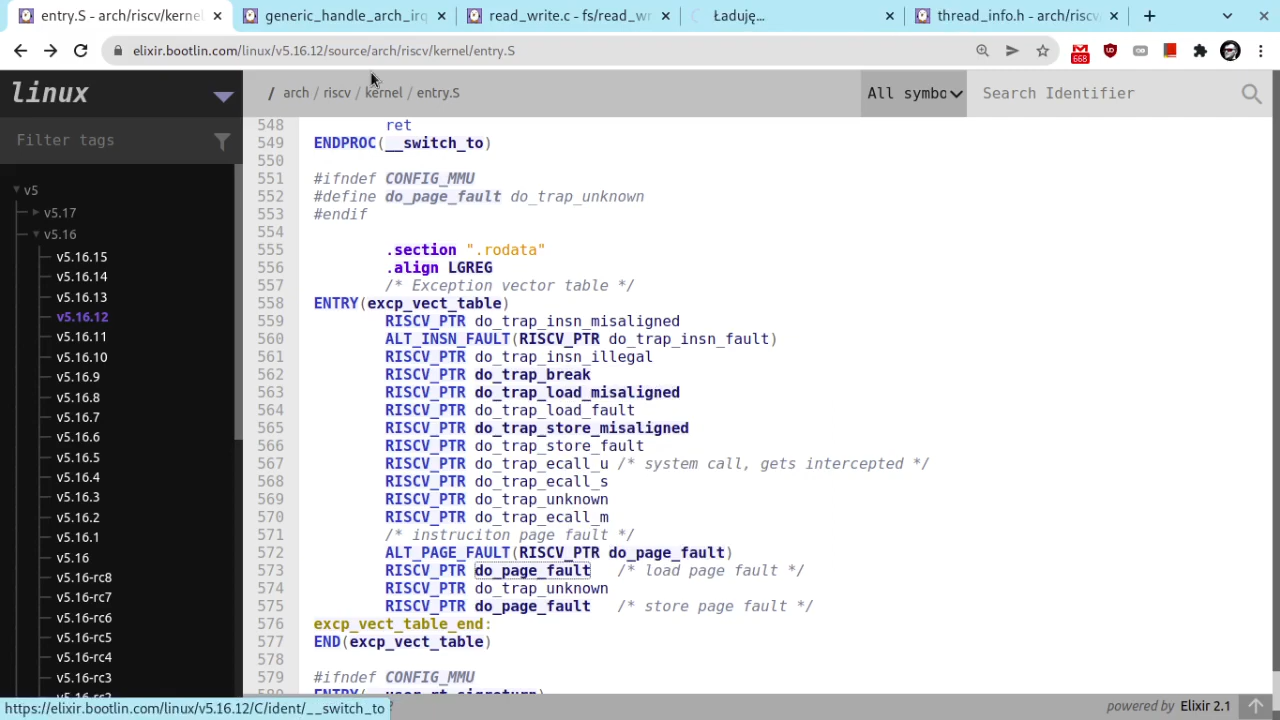 entry.S - arch/riscv/kernel
generic_handle_arch_irq
read_write.c - fs/read_wr
Ładuję…
thread_info.h - arch/riscv/
elixir.bootlin.com/linux/v5.16.12/source/arch/riscv/kernel/entry.S
668
linux
/ arch / riscv / kernel / entry.S
All symbo
Search Identifier
Filter tags
v5
v5.17
v5.16
v5.16.15
v5.16.14
v5.16.13
v5.16.12
v5.16.11
v5.16.10
v5.16.9
v5.16.8
v5.16.7
v5.16.6
v5.16.5
v5.16.4
v5.16.3
v5.16.2
v5.16.1
v5.16
v5.16-rc8
v5.16-rc7
v5.16-rc6
v5.16-rc5
v5.16-rc4
v5.16-rc3
v5.16-rc2
548 ret
549 ENDPROC(__switch_to)
550
551 #ifndef CONFIG_MMU
552 #define do_page_fault do_trap_unknown
553 #endif
554
555 .section ".rodata"
556 .align LGREG
557 /* Exception vector table */
558 ENTRY(excp_vect_table)
559 RISCV_PTR do_trap_insn_misaligned
560 ALT_INSN_FAULT(RISCV_PTR do_trap_insn_fault)
561 RISCV_PTR do_trap_insn_illegal
562 RISCV_PTR do_trap_break
563 RISCV_PTR do_trap_load_misaligned
564 RISCV_PTR do_trap_load_fault
565 RISCV_PTR do_trap_store_misaligned
566 RISCV_PTR do_trap_store_fault
567 RISCV_PTR do_trap_ecall_u /* system call, gets intercepted */
568 RISCV_PTR do_trap_ecall_s
569 RISCV_PTR do_trap_unknown
570 RISCV_PTR do_trap_ecall_m
571 /* instruciton page fault */
572 ALT_PAGE_FAULT(RISCV_PTR do_page_fault)
573 RISCV_PTR do_page_fault /* load page fault */
574 RISCV_PTR do_trap_unknown
575 RISCV_PTR do_page_fault /* store page fault */
576 excp_vect_table_end:
577 END(excp_vect_table)
578
579 #ifndef CONFIG_MMU
580 ENTRY(__user_rt_sigreturn)
https://elixir.bootlin.com/linux/v5.16.12/C/ident/__switch_to
powered by Elixir 2.1